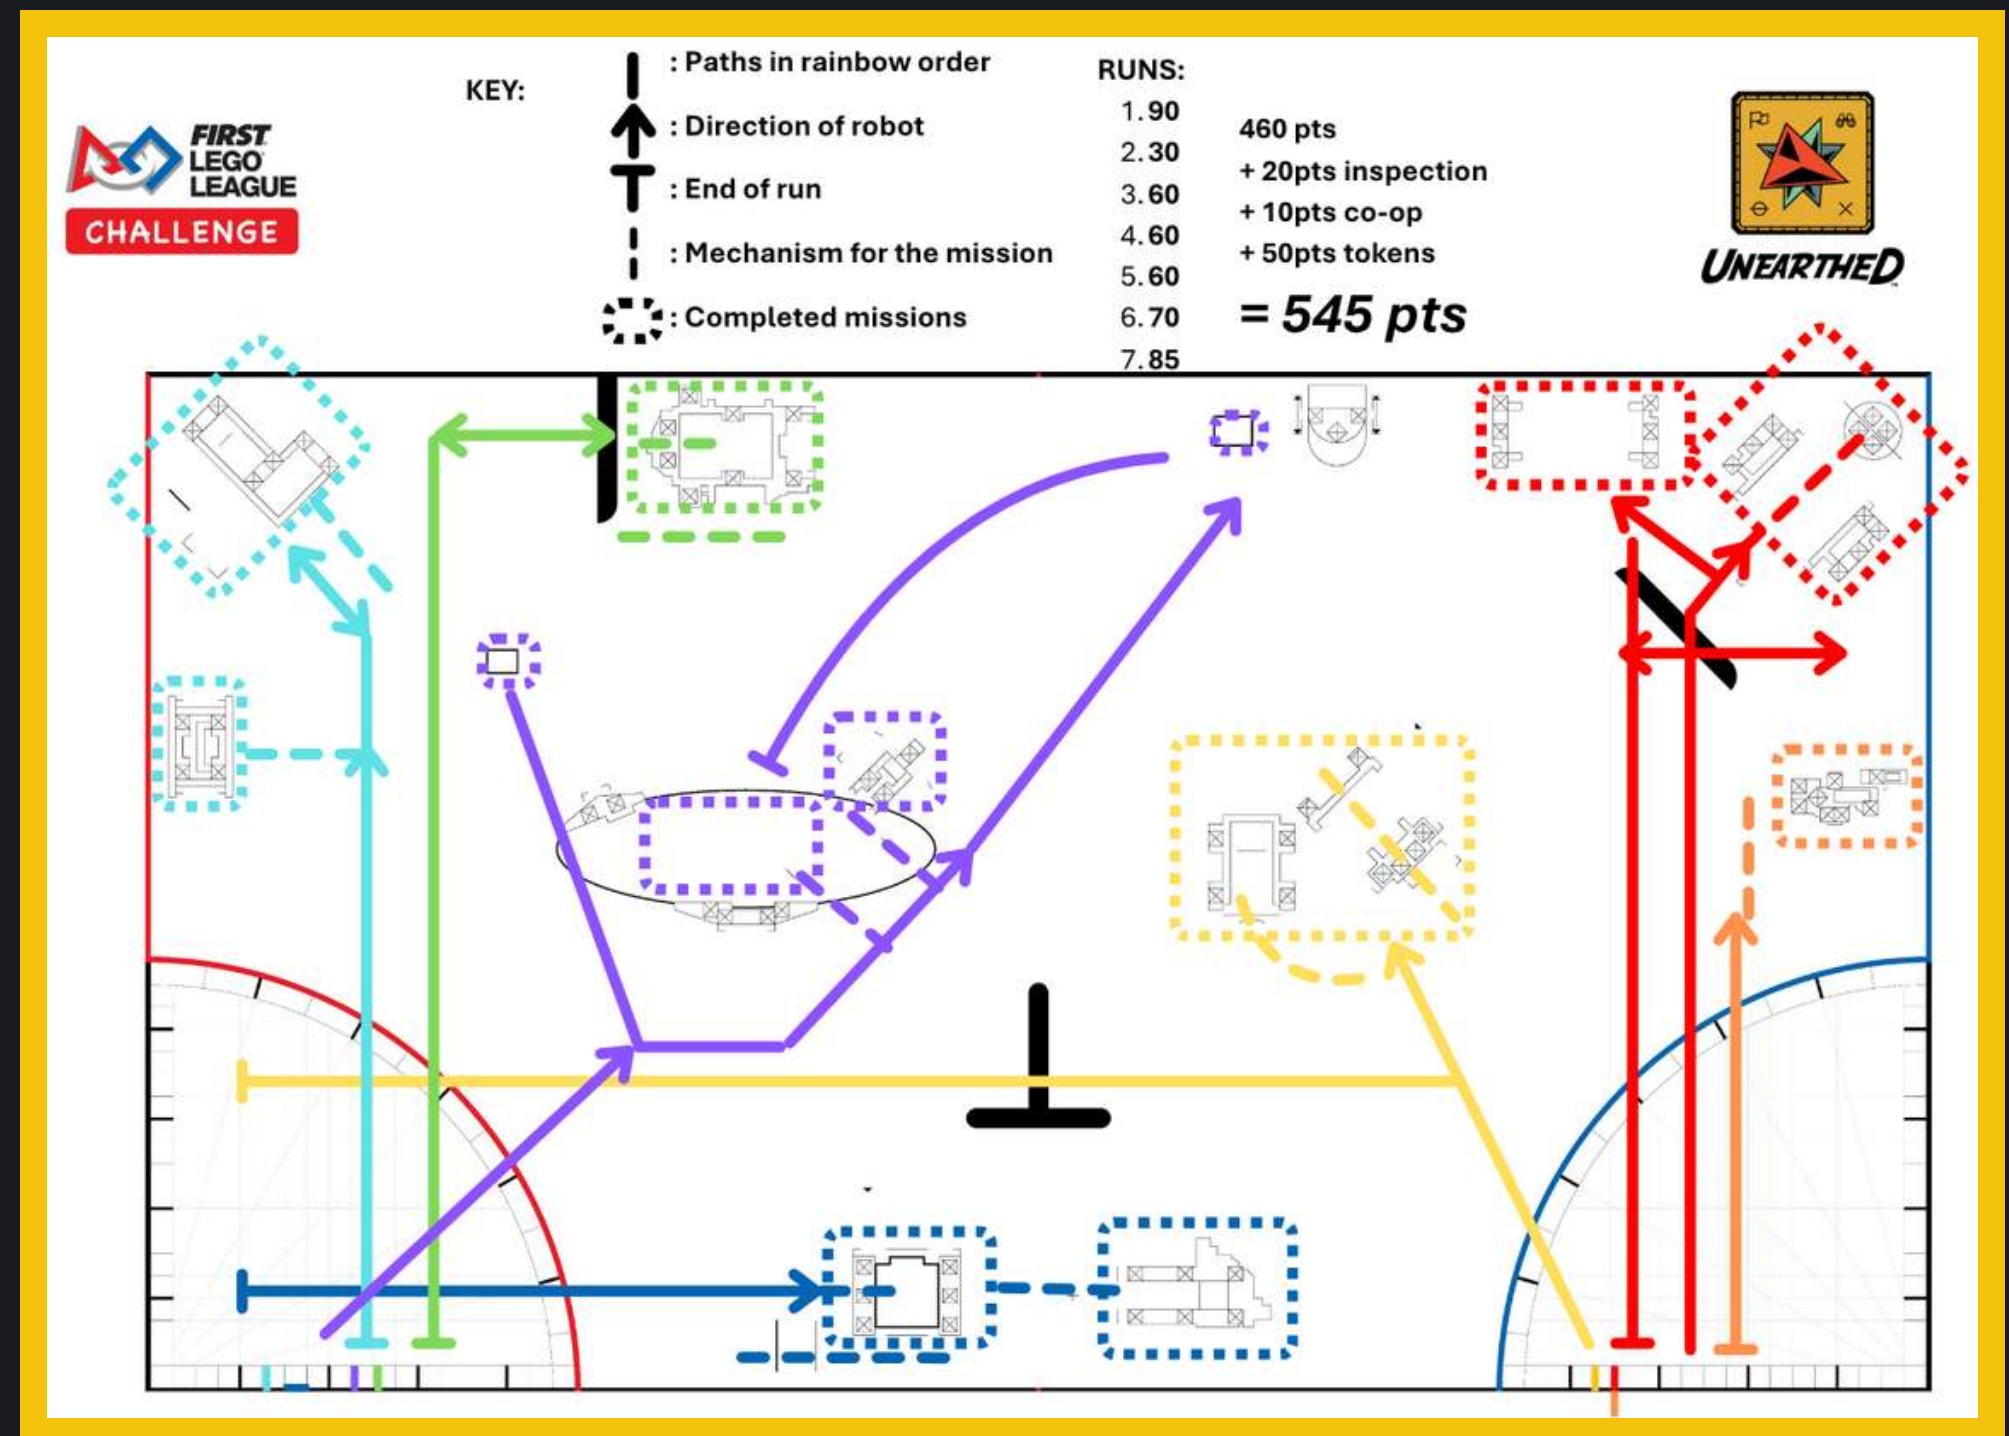 FIRST
LEGO
LEAGUE
CHALLENGE
KEY:
: Paths in rainbow order
: Direction of robot
: End of run
: Mechanism for the mission
: Completed missions
RUNS:
1.90
2.30
3.60
4.60
5.60
6.70
7.85
460 pts
+ 20pts inspection
+ 10pts co-op
+ 50pts tokens
= 545 pts
UNEARTHED